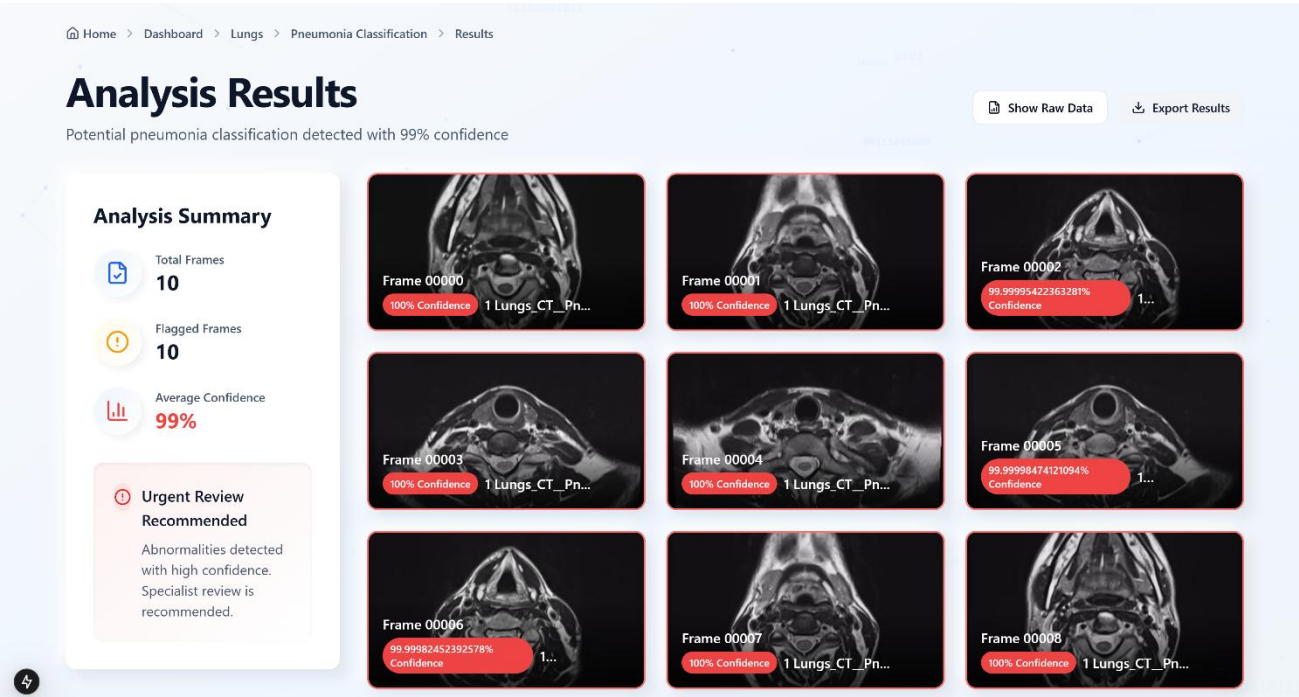 Home > Dashboard > Lungs > Pneumonia Classification > Results
Analysis Results
Potential pneumonia classification detected with 99% confidence
Show Raw Data
Export Results
Analysis Summary
Total Frames
10
Flagged Frames
10
Average Confidence
99%
Urgent Review
Recommended
Abnormalities detected
with high confidence.
Specialist review is
recommended.
Frame 00000
100% Confidence 1 Lungs_CT__Pn...
Frame 00001
100% Confidence 1 Lungs_CT__Pn...
Frame 00002
99.99995422363281%
Confidence
1...
Frame 00003
100% Confidence 1 Lungs_CT__Pn...
Frame 00004
100% Confidence 1 Lungs_CT__Pn...
Frame 00005
99.99998474121094%
Confidence
1...
Frame 00006
99.99982452392578%
Confidence
1...
Frame 00007
100% Confidence 1 Lungs_CT__Pn...
Frame 00008
100% Confidence 1 Lungs_CT__Pn...